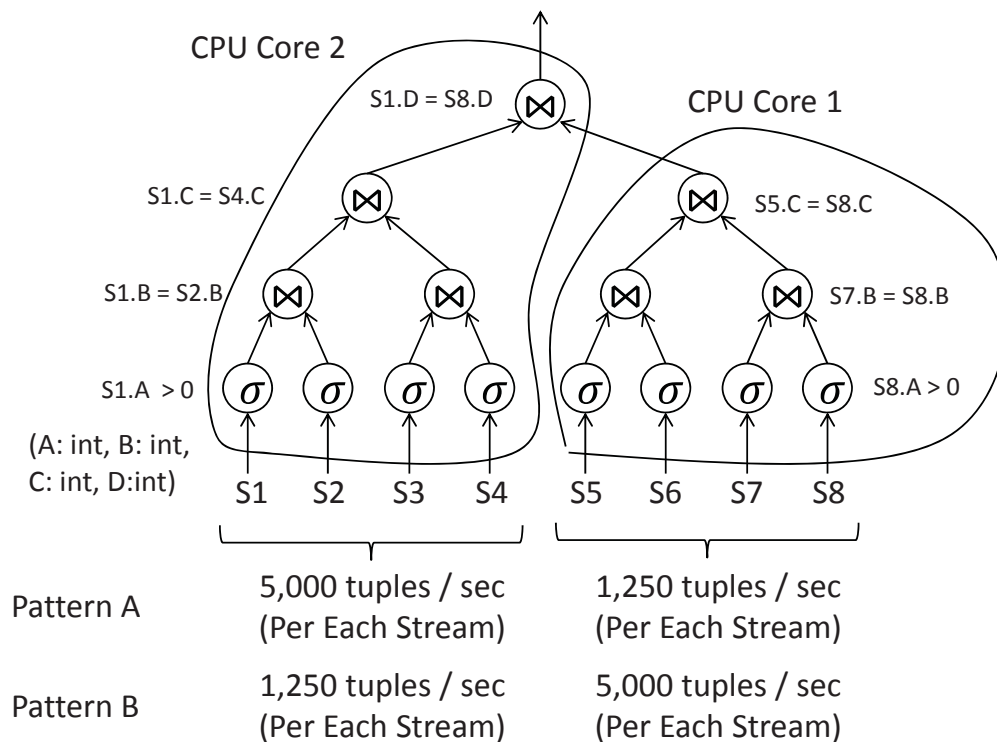 CPU Core 2
S1.D = S8.D
CPU Core 1
S1.C = S4.C
S5.C = S8.C
S1.B = S2.B
S7.B = S8.B
S1.A > 0
σ σ σ σ σ σ σ σ
S8.A > 0
(A: int, B: int,
C: int, D:int)
S1 S2 S3 S4 S5 S6 S7 S8
Pattern A
5,000 tuples / sec
(Per Each Stream)
1,250 tuples / sec
(Per Each Stream)
Pattern B
1,250 tuples / sec
(Per Each Stream)
5,000 tuples / sec
(Per Each Stream)